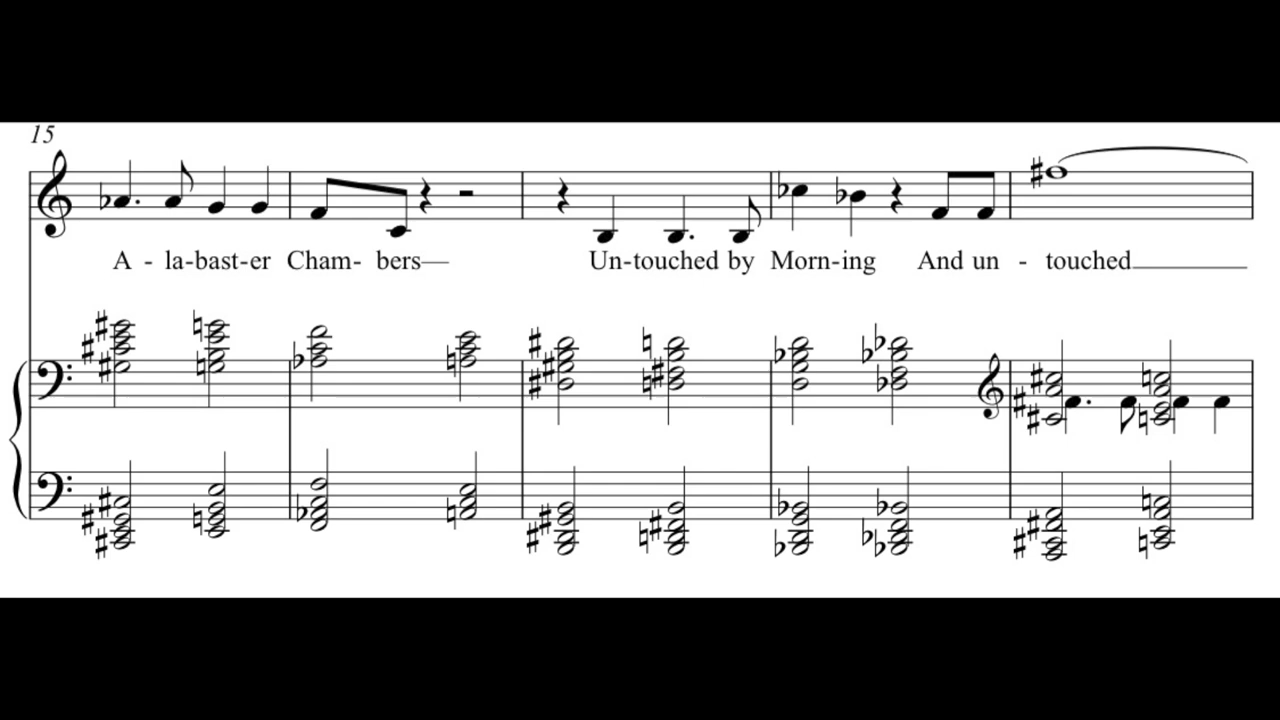 15
A - la-bast-er Cham- bers— Un-touched by Morn-ing And un - touched